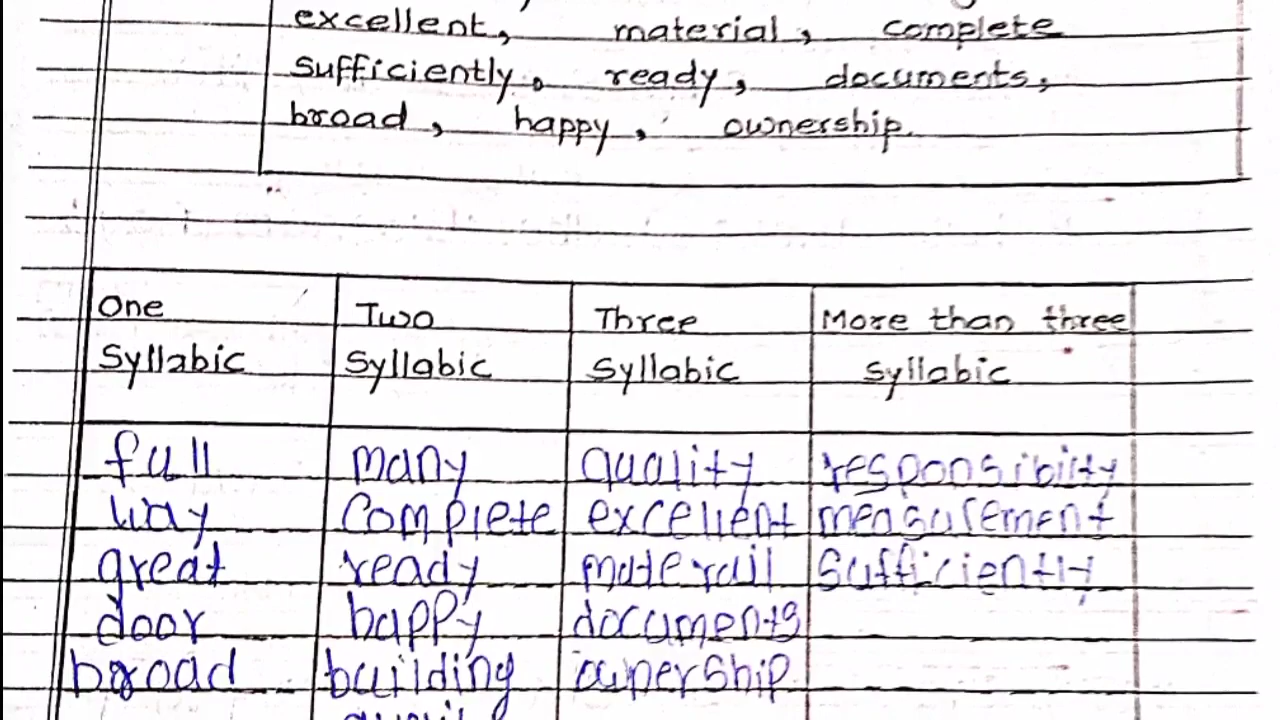 excellent, material, complete
sufficiently. ready, documents,
broad, happy, ownership.
One Two Three More than three
Syllabic Syllabic Syllabic syllabic
full many quality responsibilty
way complete excellent measurement
great ready materail sufficiently
door happy documents
broad building ownership